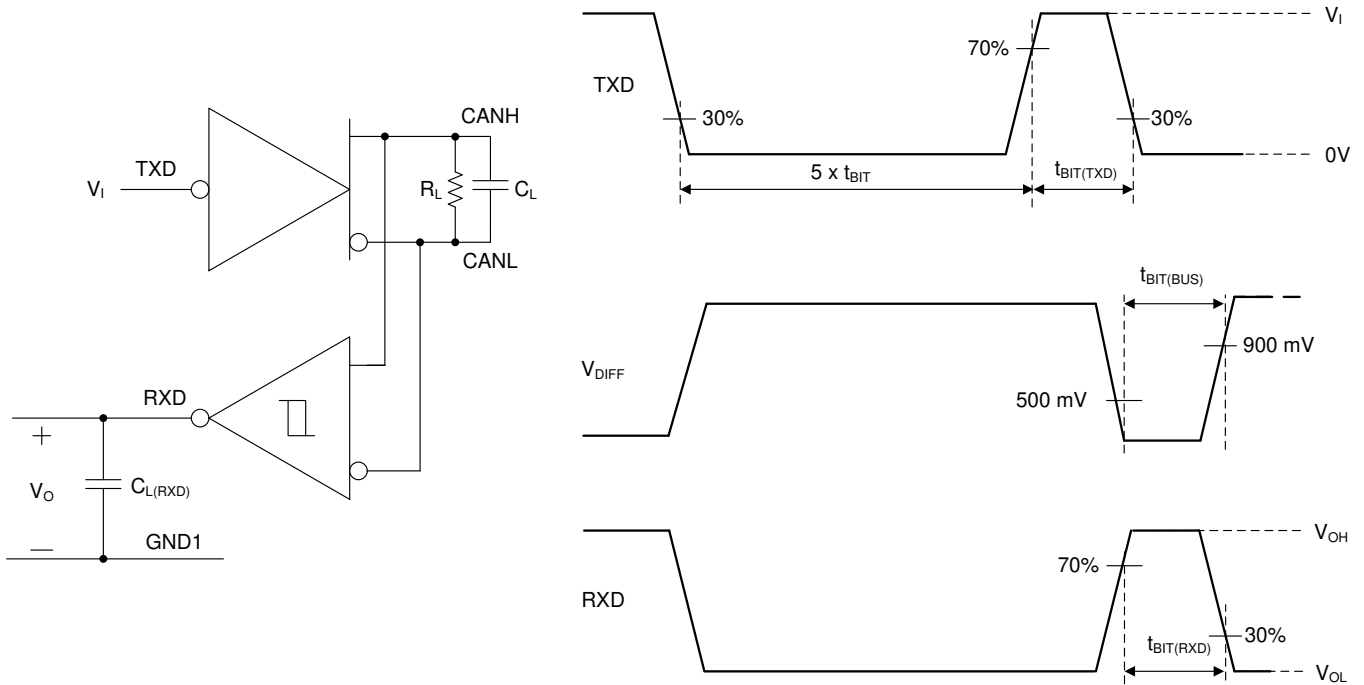 TXD
V_I
CANH
R_L
C_L
CANL
RXD
+
V_O
C_L(RXD)
—
GND1
V_I
70%
TXD
30%
30%
0V
5 x t_BIT
t_BIT(TXD)
t_BIT(BUS)
900 mV
V_DIFF
500 mV
V_OH
70%
RXD
30%
t_BIT(RXD)
V_OL